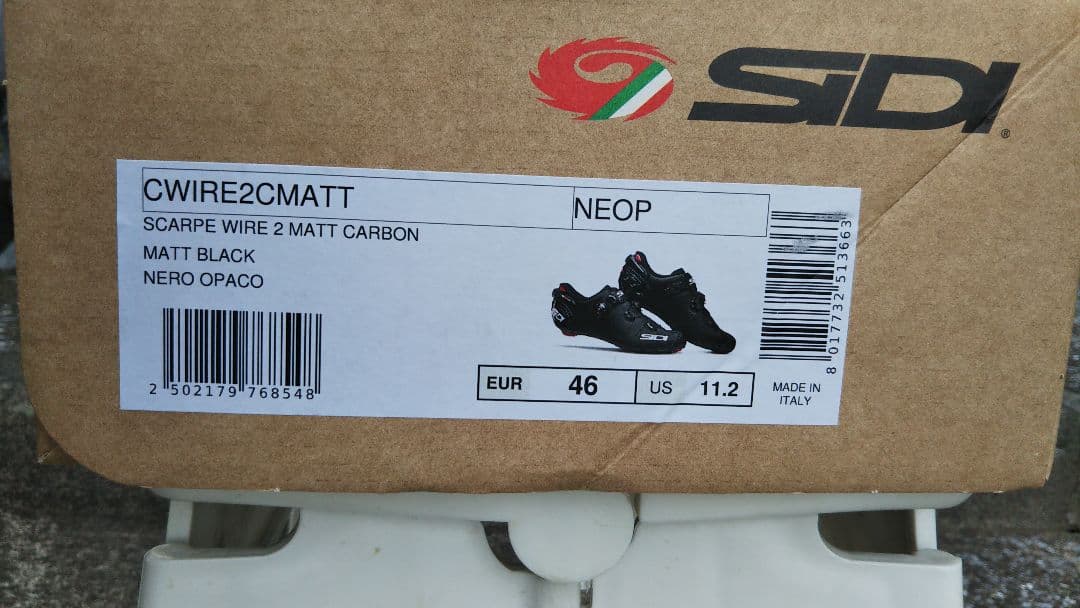 SIDI®
CWIRE2CMATT NEOP
SCARPE WIRE 2 MATT CARBON
MATT BLACK
NERO OPACO
SIDI
2 502179 768548
EUR 46 US 11.2
MADE IN
ITALY
8 017732 513663